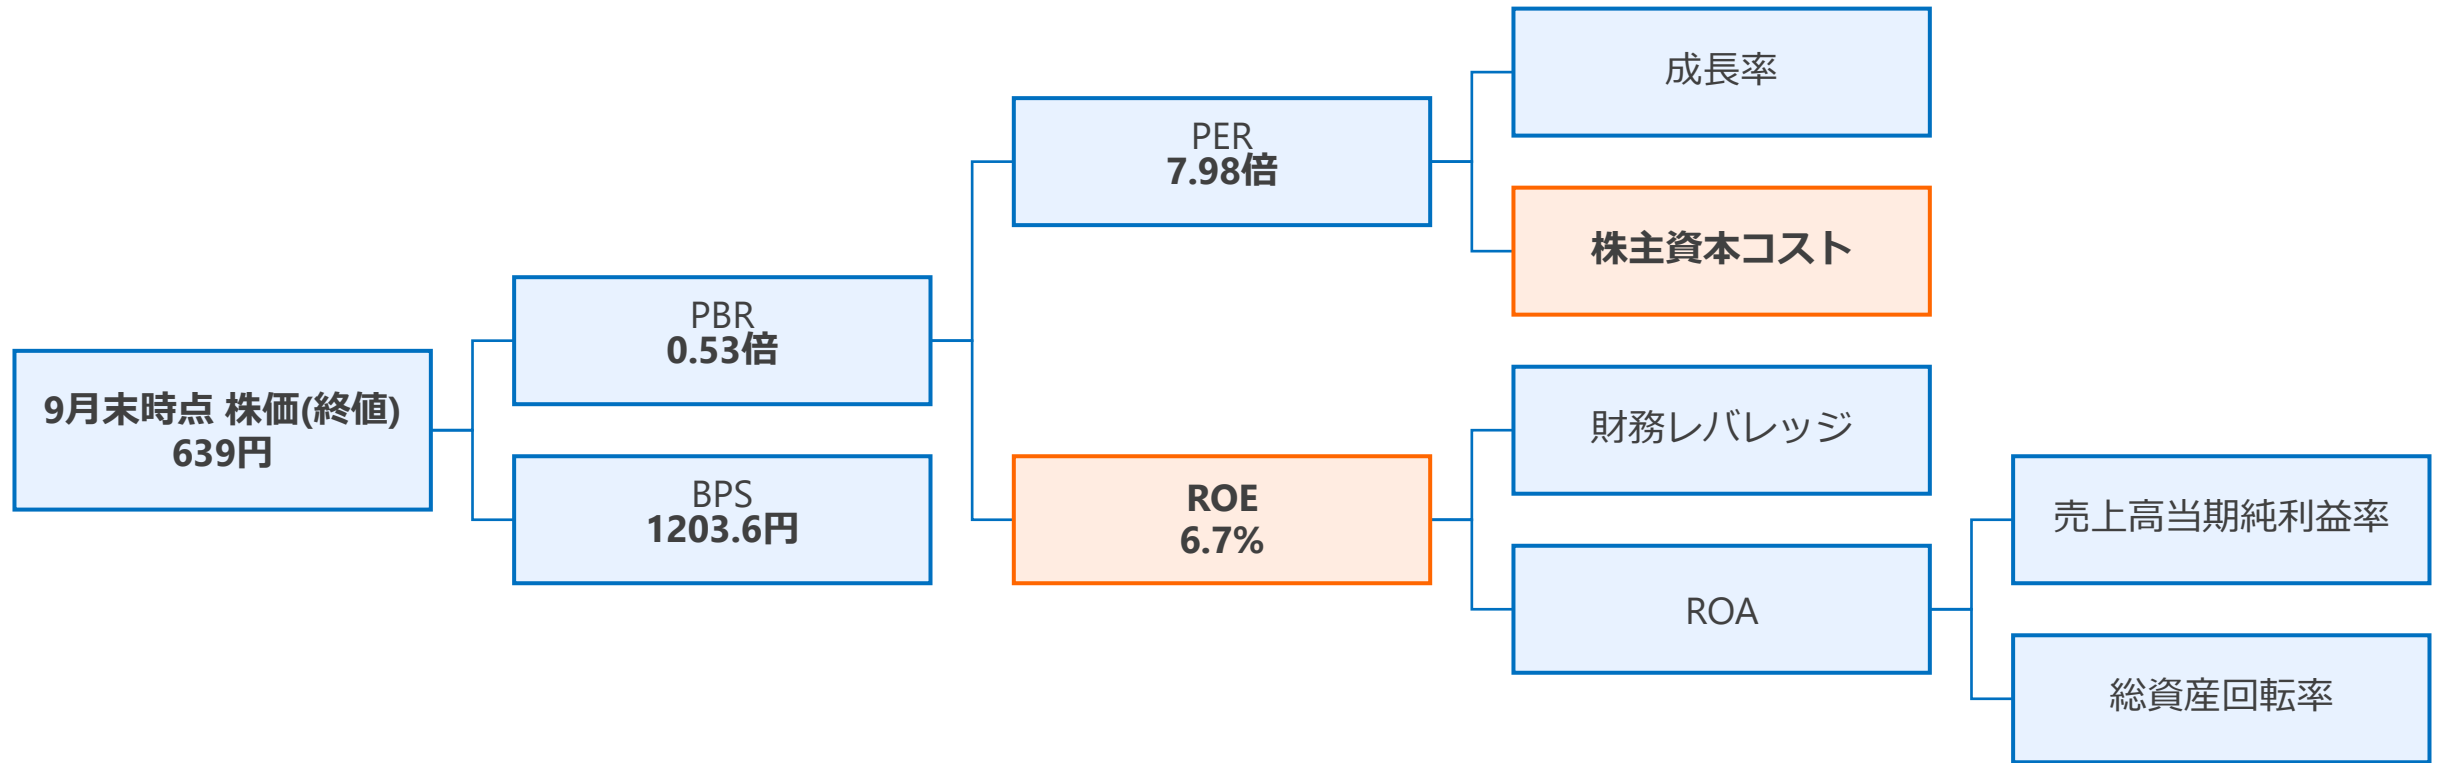 9月末時点 株価(終値)
639円
PBR
0.53倍
BPS
1203.6円
PER
7.98倍
ROE
6.7%
成長率
株主資本コスト
財務レバレッジ
ROA
売上高当期純利益率
総資産回転率